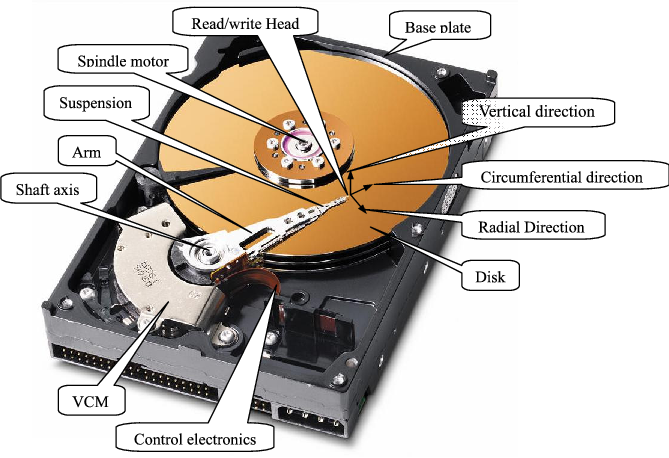 Read/write Head
Base plate
Spindle motor
Suspension
Vertical direction
Arm
Circumferential direction
Shaft axis
Radial Direction
Disk
VCM
Control electronics